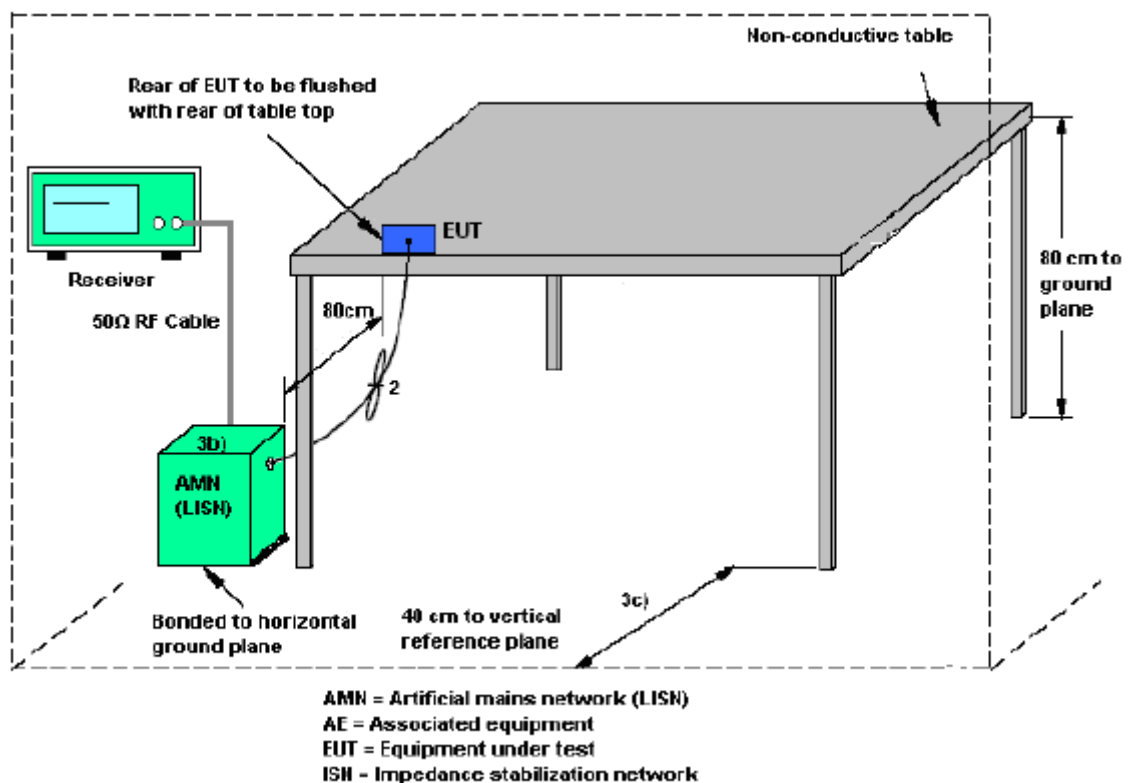 Non-conductive table
Rear of EUT to be flushed
with rear of table top
EUT
Receiver
80 cm to
ground
plane
80cm
50Ω RF Cable
2
3b)
AMN
(LISN)
3c)
Bonded to horizontal
ground plane
40 cm to vertical
reference plane
AMN = Artificial mains network (LISN)
AE = Associated equipment
EUT = Equipment under test
ISN = Impedance stabilization network